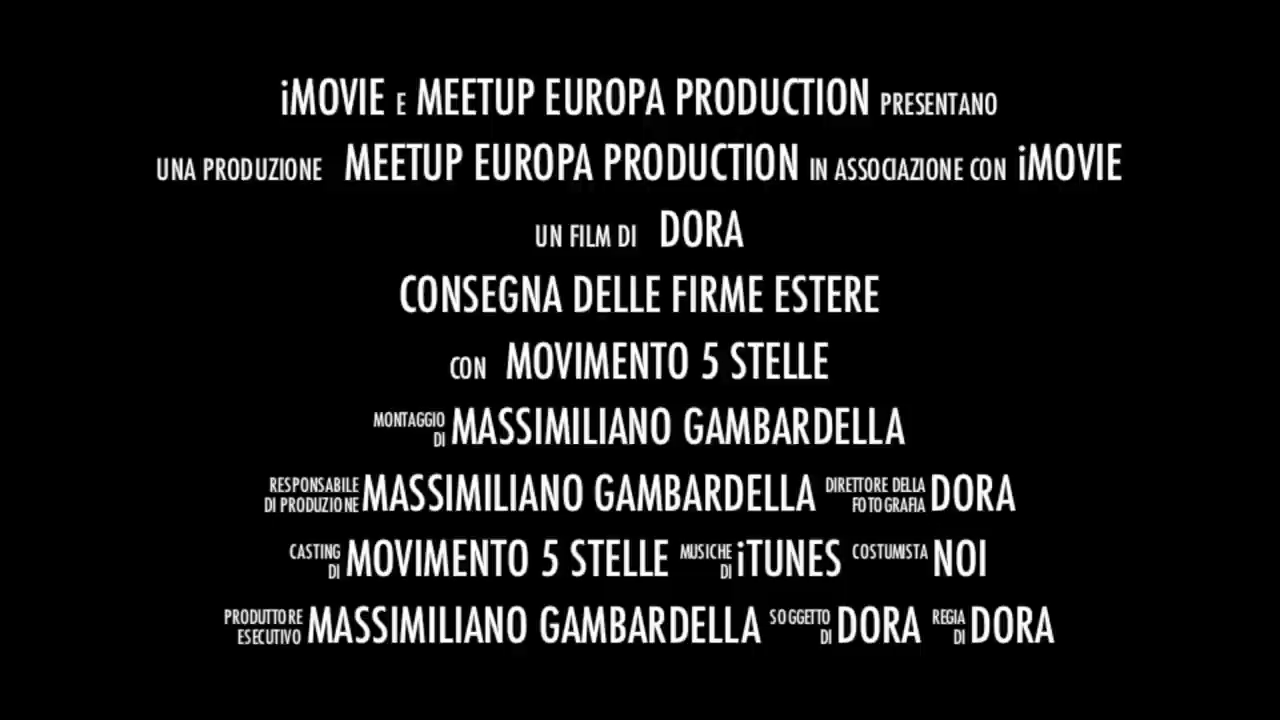 iMOVIE E MEETUP EUROPA PRODUCTION PRESENTANO
UNA PRODUZIONE MEETUP EUROPA PRODUCTION IN ASSOCIAZIONE CON iMOVIE
UN FILM DI DORA
CONSEGNA DELLE FIRME ESTERE
CON MOVIMENTO 5 STELLE
MONTAGGIO DI MASSIMILIANO GAMBARDELLA
RESPONSABILE DI PRODUZIONE MASSIMILIANO GAMBARDELLA DIRETTORE DELLA FOTOGRAFIA DORA
CASTING DI MOVIMENTO 5 STELLE MUSICHE DI iTUNES COSTUMISTA NOI
PRODUTTORE ESECUTIVO MASSIMILIANO GAMBARDELLA SOGGETTO DI DORA REGIA DI DORA